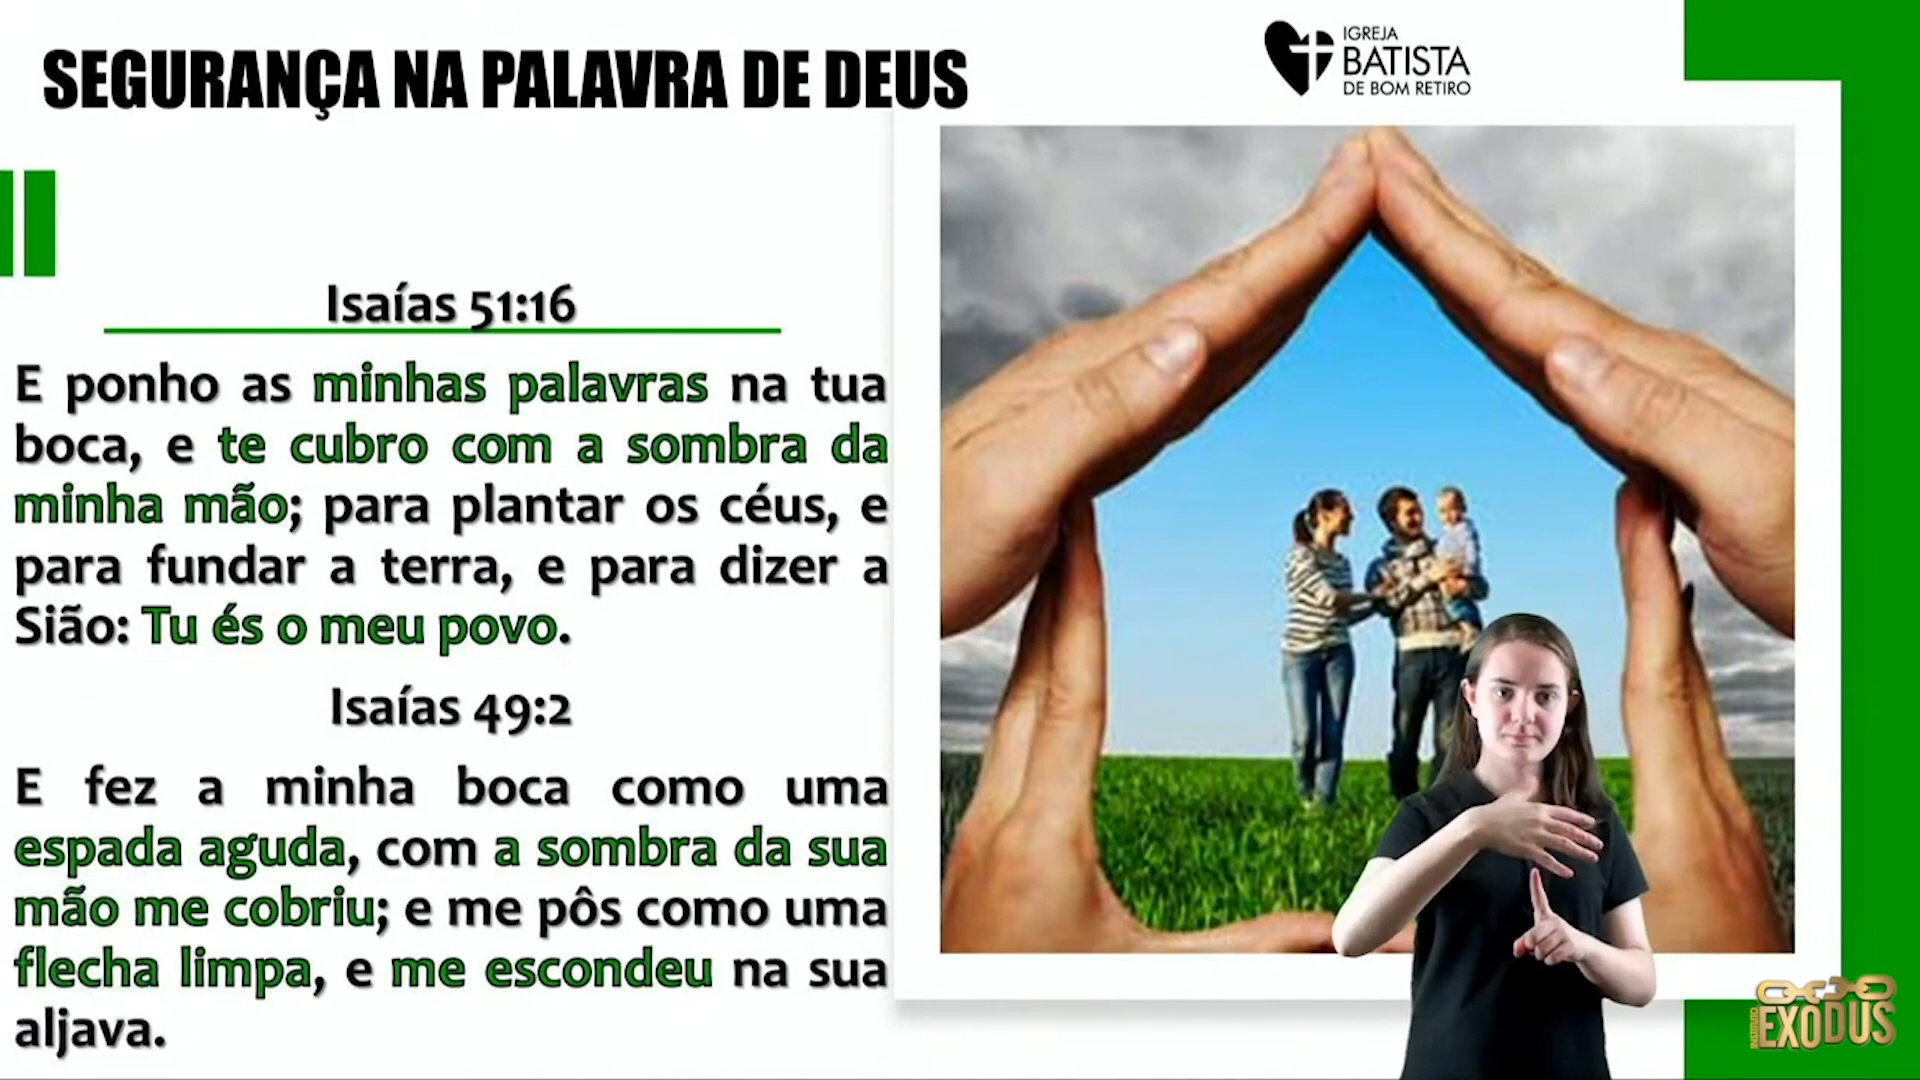 SEGURANÇA NA PALAVRA DE DEUS
IGREJA
BATISTA
DE BOM RETIRO
Isaías 51:16
E ponho as minhas palavras na tua
boca, e te cubro com a sombra da
minha mão; para plantar os céus, e
para fundar a terra, e para dizer a
Sião: Tu és o meu povo.
Isaías 49:2
E fez a minha boca como uma
espada aguda, com a sombra da sua
mão me cobriu; e me pôs como uma
flecha limpa, e me escondeu na sua
aljava.
INSTITUTO
EXODUS